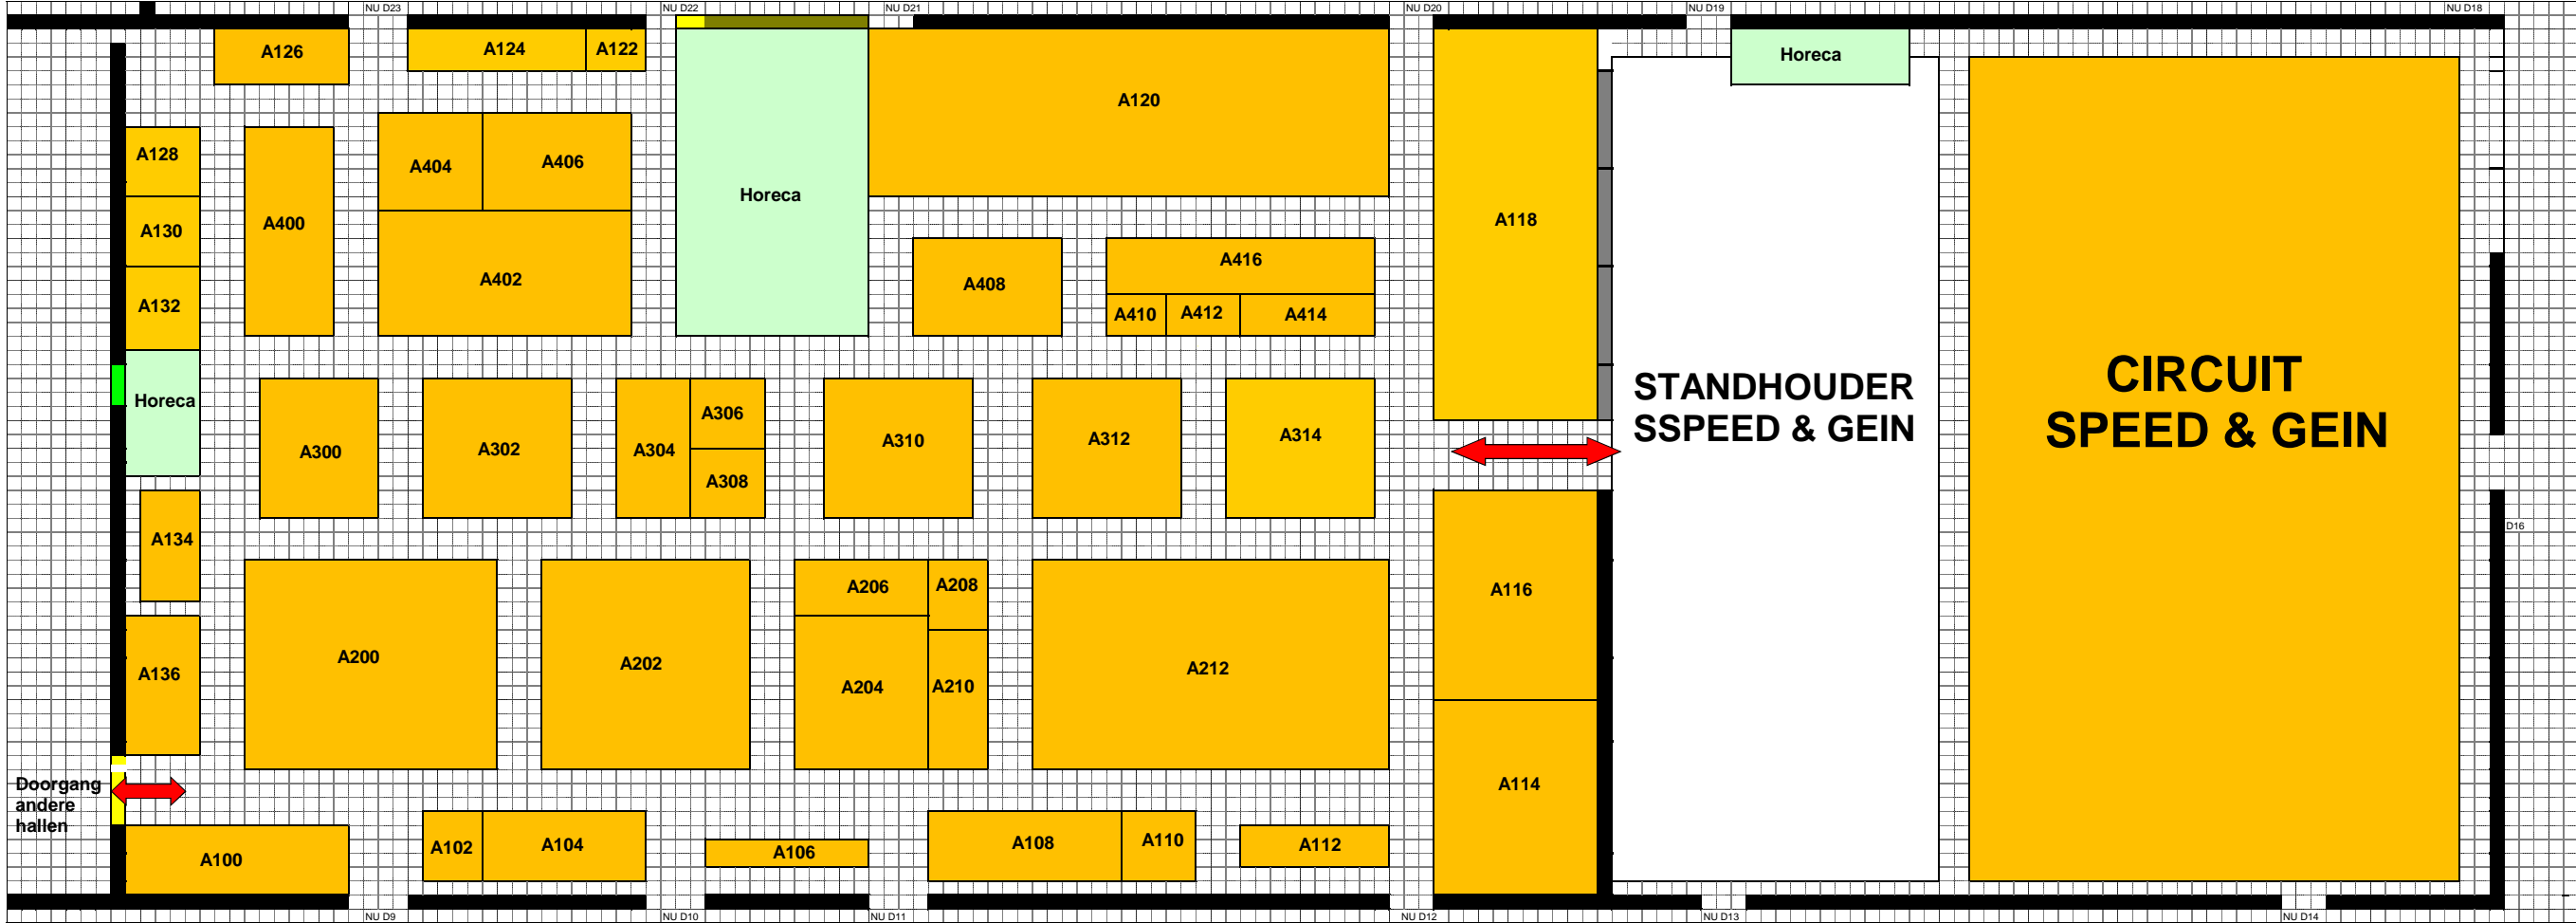 NU D23
NU D22
NU D21
NU D20
NU D19
NU D18
A126
A124
A122
Horeca
A120
A128
A404
A406
A130
A400
Horeca
A118
A132
A402
A408
A416
A410
A412
A414
Horeca
A300
A302
A304
A306
A308
A310
A312
A314
STANDHOUDER
SSPEED & GEIN
CIRCUIT
SPEED & GEIN
A134
D16
A136
A200
A202
A206
A208
A204
A210
A212
A116
A114
Doorgang
andere
hallen
A100
A102
A104
A106
A108
A110
A112
NU D9
NU D10
NU D11
NU D12
NU D13
NU D14